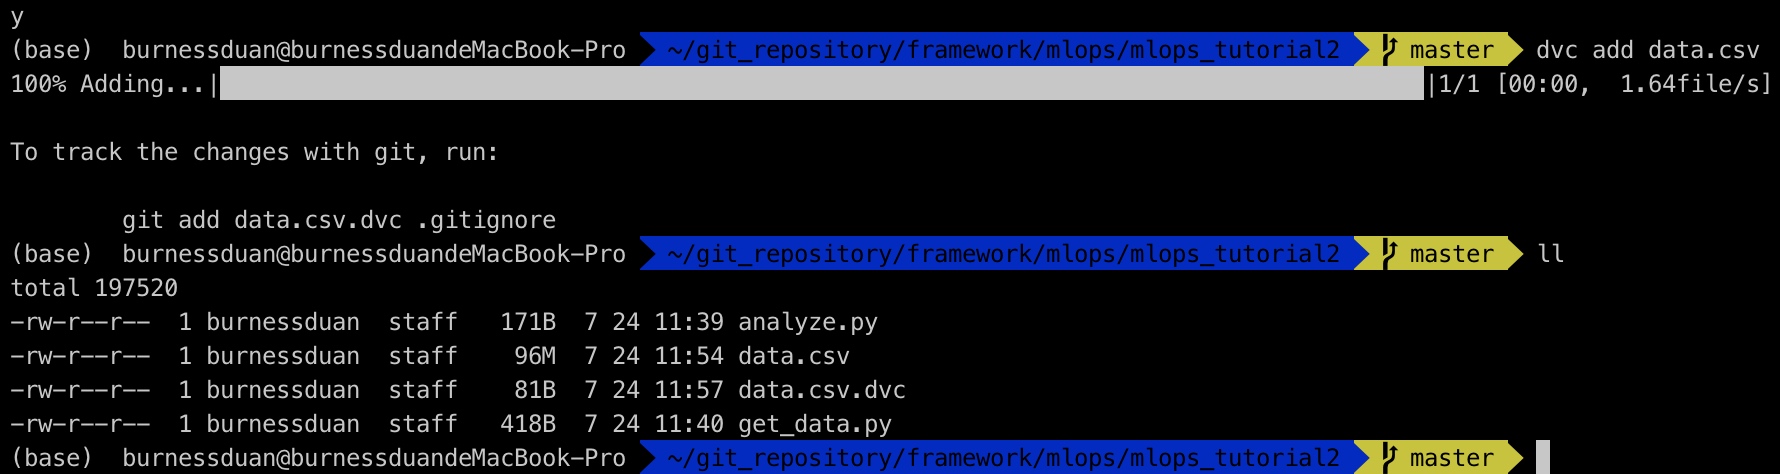 y
(base)  burnessduan@burnessduandeMacBook-Pro  ~/git_repository/framework/mlops/mlops_tutorial2  master  dvc add data.csv
100% Adding...| |1/1 [00:00,  1.64file/s]
To track the changes with git, run:
git add data.csv.dvc .gitignore
(base)  burnessduan@burnessduandeMacBook-Pro  ~/git_repository/framework/mlops/mlops_tutorial2  master  ll
total 197520
-rw-r--r--  1 burnessduan  staff   171B  7 24 11:39 analyze.py
-rw-r--r--  1 burnessduan  staff    96M  7 24 11:54 data.csv
-rw-r--r--  1 burnessduan  staff    81B  7 24 11:57 data.csv.dvc
-rw-r--r--  1 burnessduan  staff   418B  7 24 11:40 get_data.py
(base)  burnessduan@burnessduandeMacBook-Pro  ~/git_repository/framework/mlops/mlops_tutorial2  master